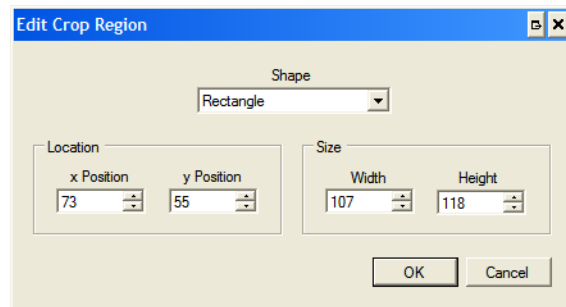 Edit Crop Region
Shape
Rectangle
Location
Size
x Position y Position
Width Height
73 55
107 118
OK Cancel